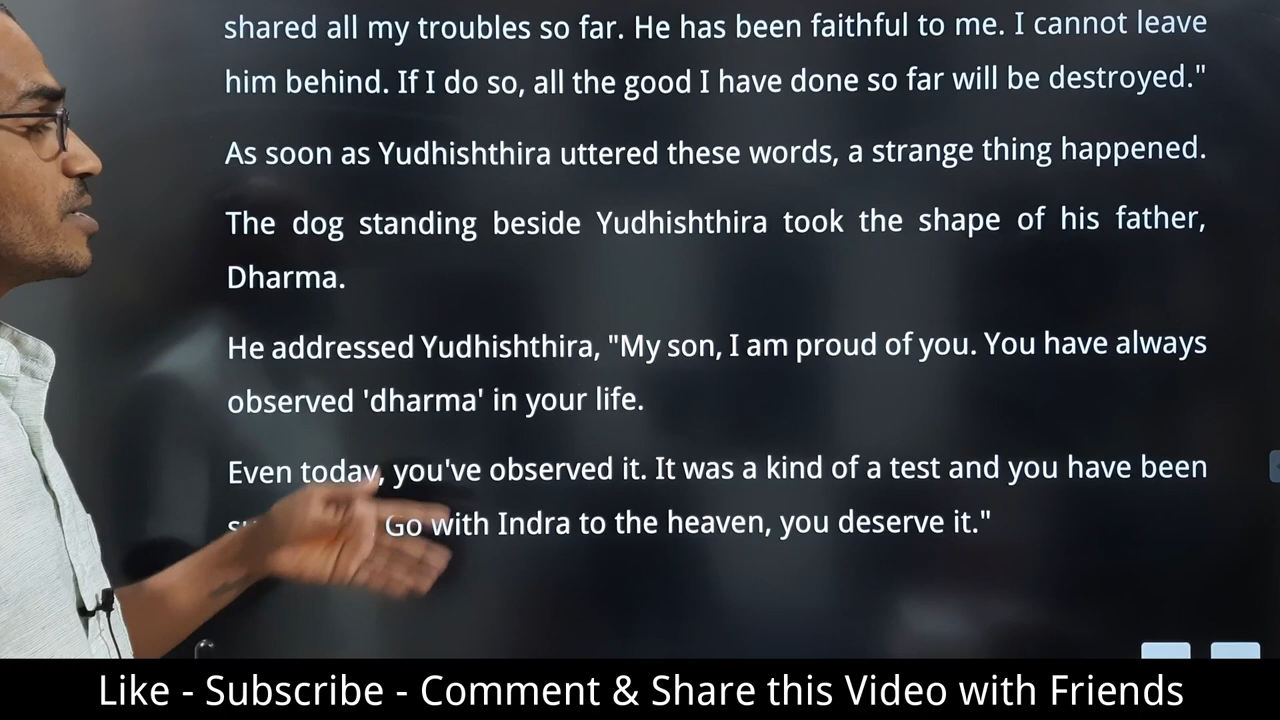 shared all my troubles so far. He has been faithful to me. I cannot leave
him behind. If I do so, all the good I have done so far will be destroyed."
As soon as Yudhishthira uttered these words, a strange thing happened.
The dog standing beside Yudhishthira took the shape of his father,
Dharma.
He addressed Yudhishthira, "My son, I am proud of you. You have always
observed 'dharma' in your life.
Even today, you've observed it. It was a kind of a test and you have been
Go with Indra to the heaven, you deserve it."
Like - Subscribe - Comment & Share this Video with Friends